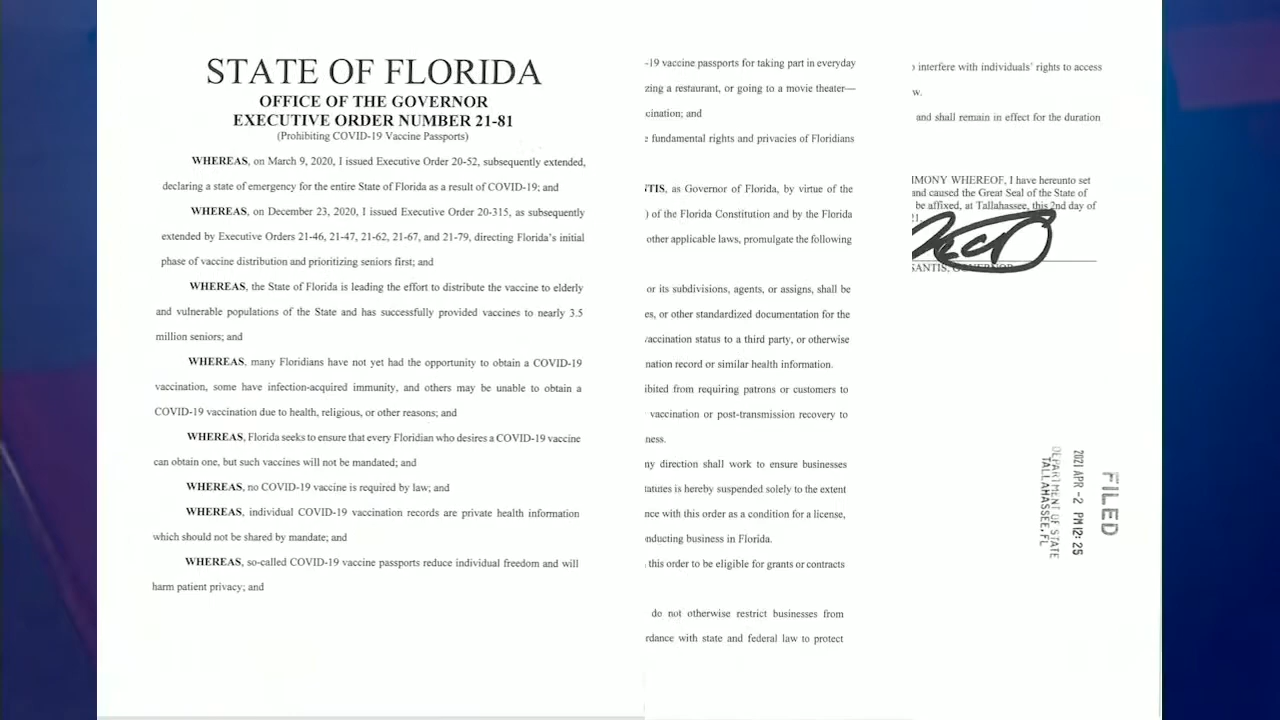 STATE OF FLORIDA
OFFICE OF THE GOVERNOR
EXECUTIVE ORDER NUMBER 21-81
(Prohibiting COVID-19 Vaccine Passports)
WHEREAS, on March 9, 2020, I issued Executive Order 20-52, subsequently extended,
declaring a state of emergency for the entire State of Florida as a result of COVID-19; and
WHEREAS, on December 23, 2020, I issued Executive Order 20-315, as subsequently
extended by Executive Orders 21-46, 21-47, 21-62, 21-67, and 21-79, directing Florida's initial
phase of vaccine distribution and prioritizing seniors first; and
WHEREAS, the State of Florida is leading the effort to distribute the vaccine to elderly
and vulnerable populations of the State and has successfully provided vaccines to nearly 3.5
million seniors; and
WHEREAS, many Floridians have not yet had the opportunity to obtain a COVID-19
vaccination, some have infection-acquired immunity, and others may be unable to obtain a
COVID-19 vaccination due to health, religious, or other reasons; and
WHEREAS, Florida seeks to ensure that every Floridian who desires a COVID-19 vaccine
can obtain one, but such vaccines will not be mandated; and
WHEREAS, no COVID-19 vaccine is required by law; and
WHEREAS, individual COVID-19 vaccination records are private health information
which should not be shared by mandate; and
WHEREAS, so-called COVID-19 vaccine passports reduce individual freedom and will
harm patient privacy; and
-19 vaccine passports for taking part in everyday
zing a restaurant, or going to a movie theater—
cination; and
fundamental rights and privacies of Floridians
TIS, as Governor of Florida, by virtue of the
) of the Florida Constitution and by the Florida
other applicable laws, promulgate the following
or its subdivisions, agents, or assigns, shall be
es, or other standardized documentation for the
vaccination status to a third party, or otherwise
nation record or similar health information.
ibited from requiring patrons or customers to
vaccination or post-transmission recovery to
ness.
ny direction shall work to ensure businesses
tatutes is hereby suspended solely to the extent
nce with this order as a condition for a license,
nducting business in Florida.
this order to be eligible for grants or contracts
do not otherwise restrict businesses from
rdance with state and federal law to protect
interfere with individuals' rights to access
w.
and shall remain in effect for the duration
IMONY WHEREOF, I have hereunto set
and caused the Great Seal of the State of
be affixed, at Tallahassee, this 2nd day of
21.
SANTIS, GOVERNOR
FILED
2021 APR -2 PM 12: 25
DEPARTMENT OF STATE
TALLAHASSEE, FL